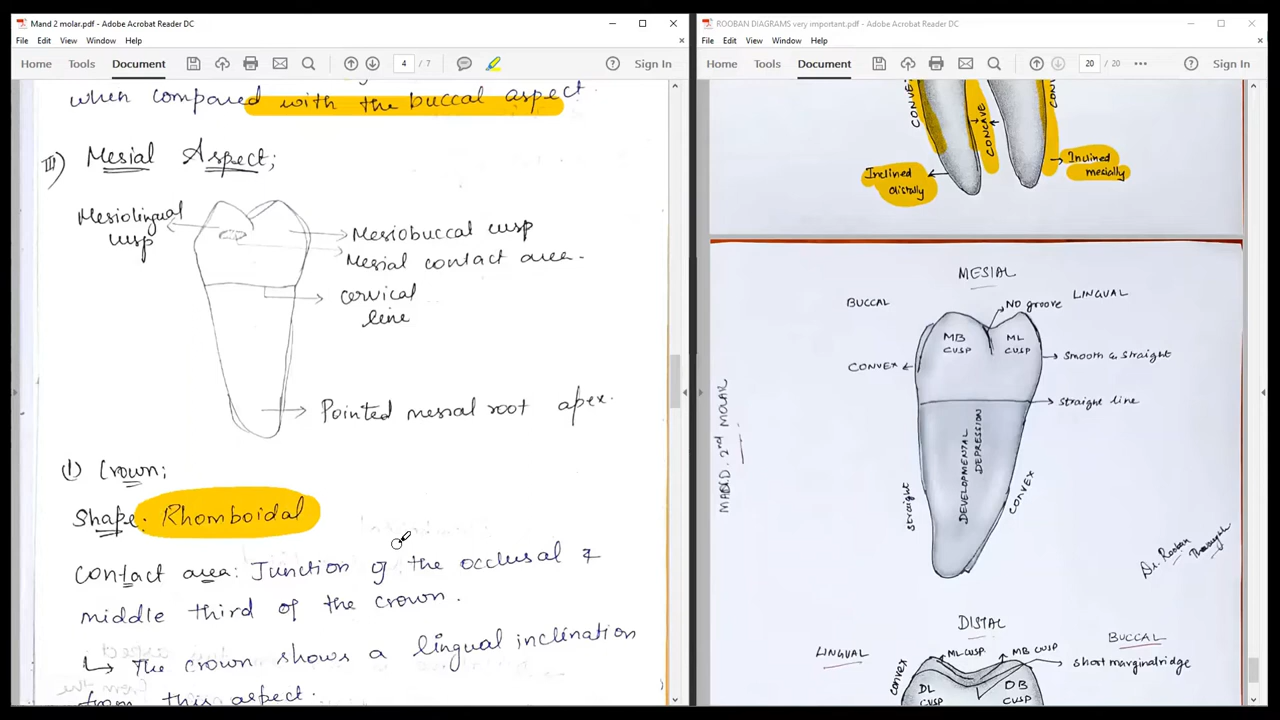 Mand 2 molar.pdf - Adobe Acrobat Reader DC
File Edit View Window Help
Home Tools Document 4 / 7 Sign In
when compared with the buccal aspect.
III) Mesial Aspect;
Mesiolingual cusp
Mesiobuccal cusp
Mesial contact area.
cervical line
Pointed mesial root apex.
1) Crown;
Shape: Rhomboidal
Contact area: Junction of the occlusal &
middle third of the crown.
↳ The crown shows a lingual inclination
from this aspect.
ROOBAN DIAGRAMS very important.pdf - Adobe Acrobat Reader DC
File Edit View Window Help
Home Tools Document 20 / 20 Sign In
CONVEX
CONCAVE
Inclined distally
Inclined mesially
MESIAL
BUCCAL
NO groove
LINGUAL
MB CUSP
ML CUSP
CONVEX
Smooth & straight
Straight line
MABD. 2nd MOLAR
DEVELOPMENTAL DEPRESSION
Straight
CONVEX
Dr. Rooban
DISTAL
LINGUAL
ML CUSP
MB CUSP
BUCCAL
short marginal ridge
convex
DL CUSP
DB CUSP